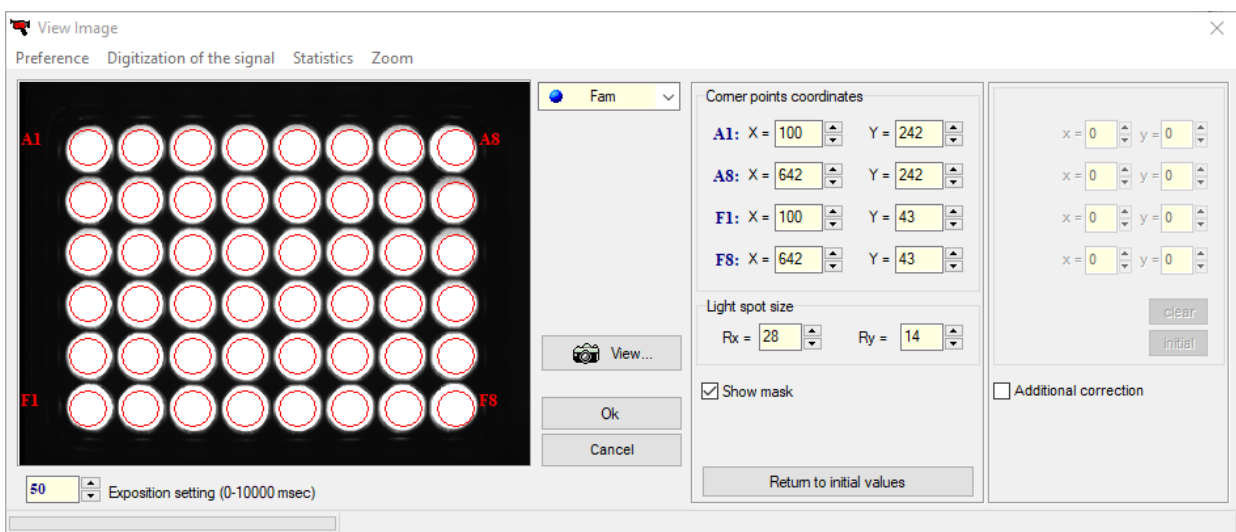 View Image
Preference Digitization of the signal Statistics Zoom
A1 A8
F1 F8
50 Exposition setting (0-10000 msec)
Fam
View...
Ok
Cancel
Corner points coordinates
A1: X = 100 Y = 242
A8: X = 642 Y = 242
F1: X = 100 Y = 43
F8: X = 642 Y = 43
Light spot size
Rx = 28 Ry = 14
Show mask
Return to initial values
x = 0 y = 0
x = 0 y = 0
x = 0 y = 0
x = 0 y = 0
clear
initial
Additional correction